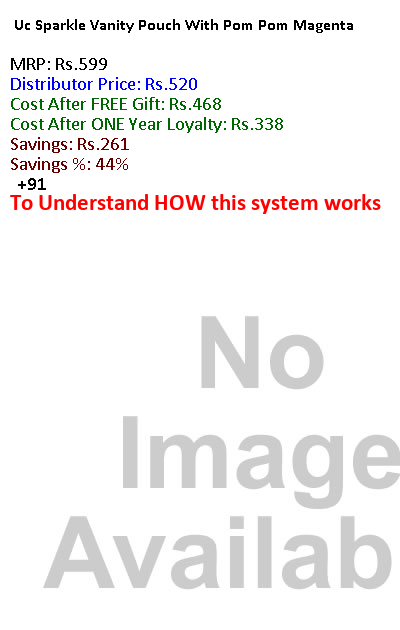 Uc Sparkle Vanity Pouch With Pom Pom Magenta
MRP: Rs.599
Distributor Price: Rs.520
Cost After FREE Gift: Rs.468
Cost After ONE Year Loyalty: Rs.338
Savings: Rs.261
Savings %: 44%
+91
To Understand HOW this system works
No
Image
Availab